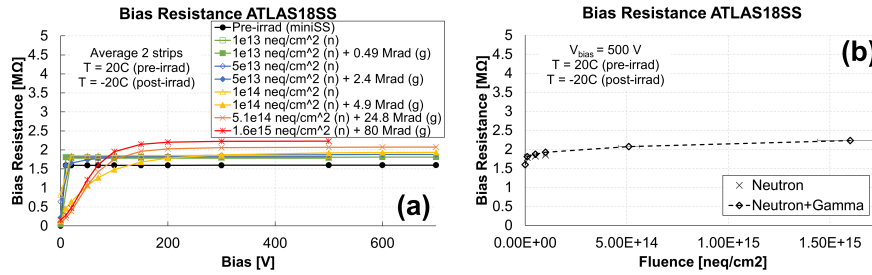 Bias Resistance ATLAS18SS
Bias Resistance [MΩ]
5
4.5
4
3.5
3
2.5
2
1.5
1
0.5
0
Average 2 strips
T = 20C (pre-irrad)
T = -20C (post-irrad)
Pre-irrad (miniSS)
1e13 neq/cm^2 (n)
1e13 neq/cm^2 (n) + 0.49 Mrad (g)
5e13 neq/cm^2 (n)
5e13 neq/cm^2 (n) + 2.4 Mrad (g)
1e14 neq/cm^2 (n)
1e14 neq/cm^2 (n) + 4.9 Mrad (g)
5.1e14 neq/cm^2 (n) + 24.8 Mrad (g)
1.6e15 neq/cm^2 (n) + 80 Mrad (g)
(a)
0 200 400 600
Bias [V]
Bias Resistance ATLAS18SS
Bias Resistance [MΩ]
5
4.5
4
3.5
3
2.5
2
1.5
1
0.5
0
Vbias = 500 V
T = 20C (pre-irrad)
T = -20C (post-irrad)
(b)
Neutron
Neutron+Gamma
0.00E+00 5.00E+14 1.00E+15 1.50E+15
Fluence [neq/cm2]